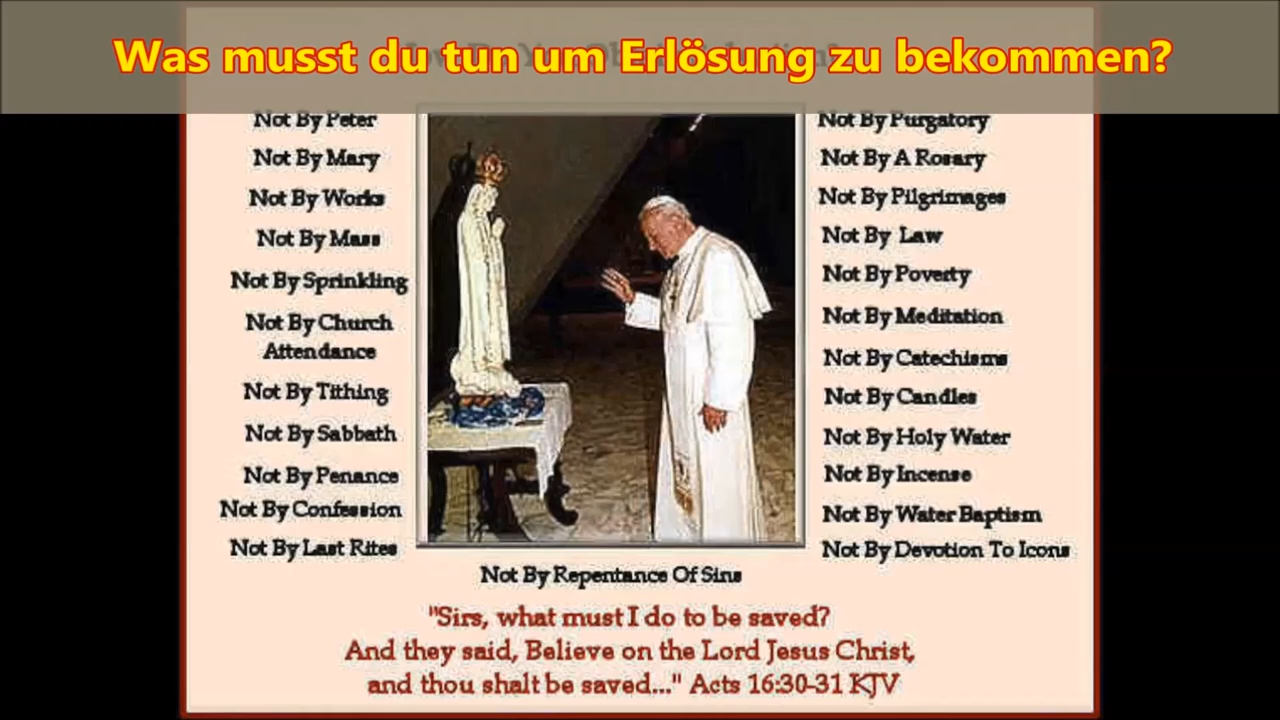 Was musst du tun um Erlösung zu bekommen?
Not By Peter
Not By Mary
Not By Works
Not By Mass
Not By Sprinkling
Not By Church
Attendance
Not By Tithing
Not By Sabbath
Not By Penance
Not By Confession
Not By Last Rites
Not By Purgatory
Not By A Rosary
Not By Pilgrimages
Not By Law
Not By Poverty
Not By Meditation
Not By Catechisms
Not By Candles
Not By Holy Water
Not By Incense
Not By Water Baptism
Not By Devotion To Icons
Not By Repentance Of Sins
"Sirs, what must I do to be saved?
And they said, Believe on the Lord Jesus Christ,
and thou shalt be saved..." Acts 16:30-31 KJV